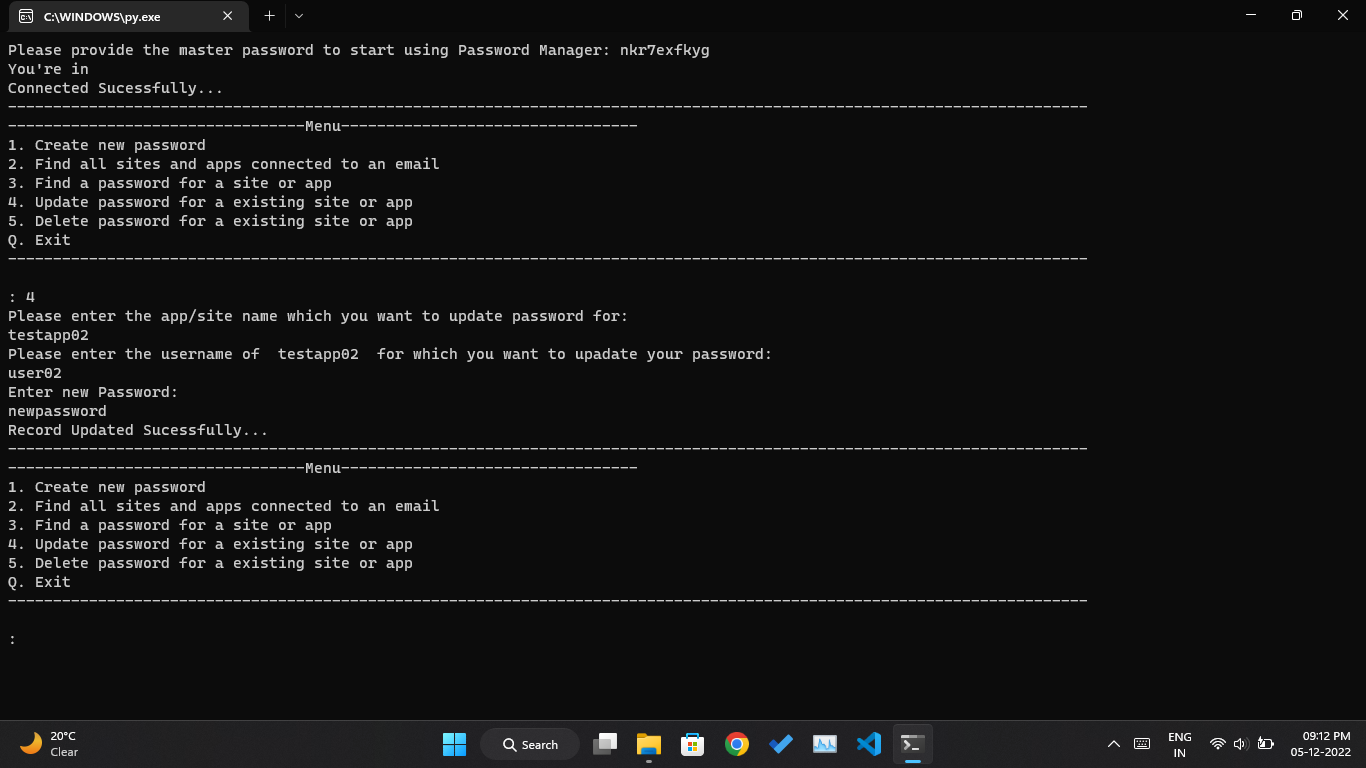 C:\WINDOWS\py.exe
Please provide the master password to start using Password Manager: nkr7exfkyg
You're in
Connected Sucessfully...
------------------------------------------------------------------------------------------------------------------------
---------------------------------Menu---------------------------------
1. Create new password
2. Find all sites and apps connected to an email
3. Find a password for a site or app
4. Update password for a existing site or app
5. Delete password for a existing site or app
Q. Exit
------------------------------------------------------------------------------------------------------------------------
: 4
Please enter the app/site name which you want to update password for:
testapp02
Please enter the username of  testapp02  for which you want to upadate your password:
user02
Enter new Password:
newpassword
Record Updated Sucessfully...
------------------------------------------------------------------------------------------------------------------------
---------------------------------Menu---------------------------------
1. Create new password
2. Find all sites and apps connected to an email
3. Find a password for a site or app
4. Update password for a existing site or app
5. Delete password for a existing site or app
Q. Exit
------------------------------------------------------------------------------------------------------------------------
:
20°C
Clear
Search
ENG
IN
09:12 PM
05-12-2022